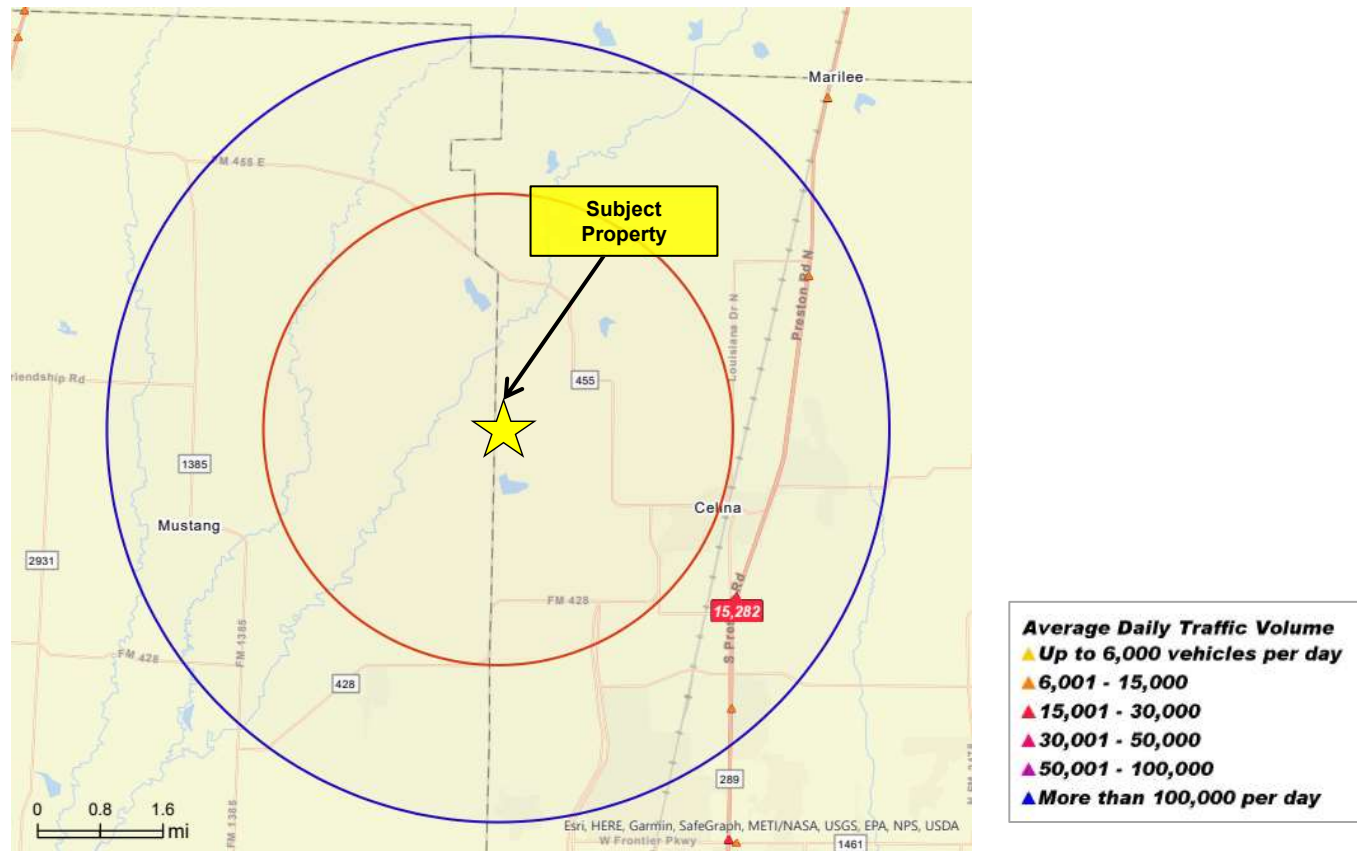 Marilee
FM 455 E
Subject
Property
Preston Rd N
Louisiana Dr N
riendship Rd
455
1385
Celina
Mustang
2931
FM 428
15,282
S Preston Rd
FM 1385
FM 428
428
289
FM 1385
0 0.8 1.6
mi
Esri, HERE, Garmin, SafeGraph, METI/NASA, USGS, EPA, NPS, USDA
W Frontier Pkwy
1461
Average Daily Traffic Volume
Up to 6,000 vehicles per day
6,001 - 15,000
15,001 - 30,000
30,001 - 50,000
50,001 - 100,000
More than 100,000 per day